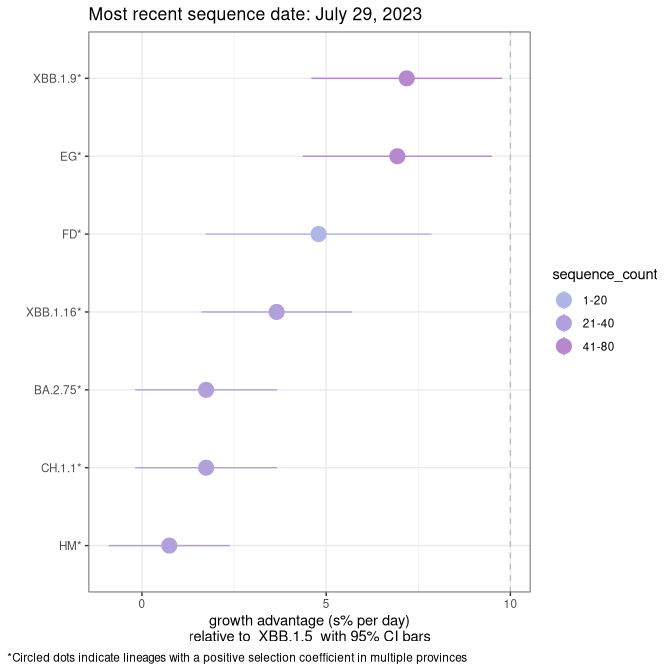 Most recent sequence date: July 29, 2023
XBB.1.9*
EG*
FD*
XBB.1.16*
BA.2.75*
CH.1.1*
HM*
0 5 10
growth advantage (s% per day)
relative to XBB.1.5 with 95% CI bars
sequence_count
1-20
21-40
41-80
*Circled dots indicate lineages with a positive selection coefficient in multiple provinces